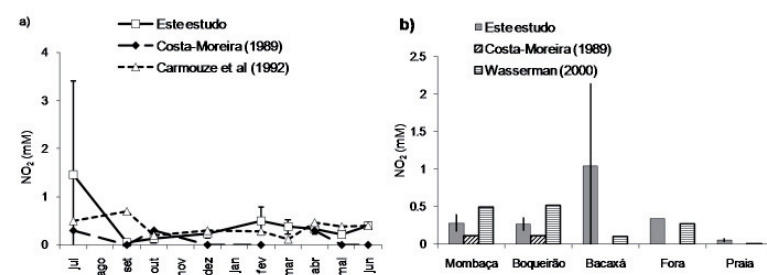 a)
Este estudo
Costa-Moreira (1989)
Carmouze et al (1992)
NO2 (mM)
4
3
2
1
0
jul
ago
set
out
nov
dez
jan
fev
mar
abr
mai
jun
b)
Este estudo
Costa-Moreira (1989)
Wasserman (2000)
NO2 (mM)
2.5
2
1.5
1
0.5
0
Mombaça Boqueirão Bacaxá Fora Praia